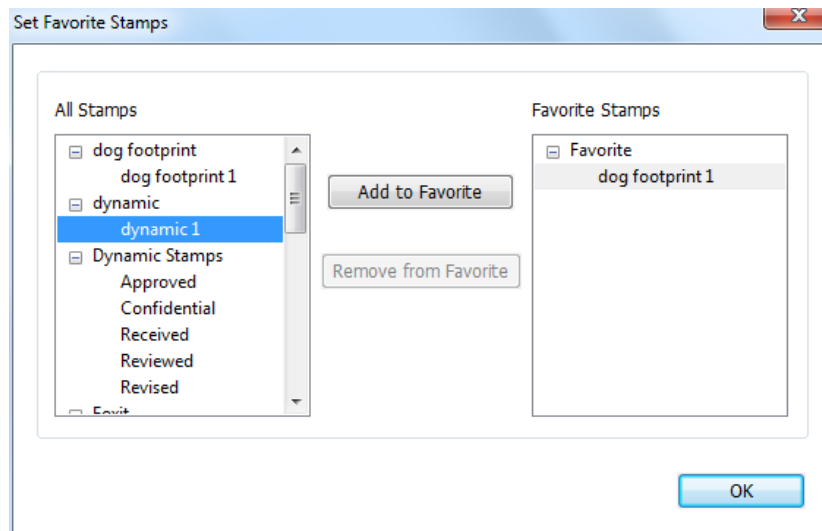 Set Favorite Stamps
All Stamps
dog footprint
dog footprint 1
dynamic
dynamic 1
Dynamic Stamps
Approved
Confidential
Received
Reviewed
Revised
Foxit
Add to Favorite
Remove from Favorite
Favorite Stamps
Favorite
dog footprint 1
OK